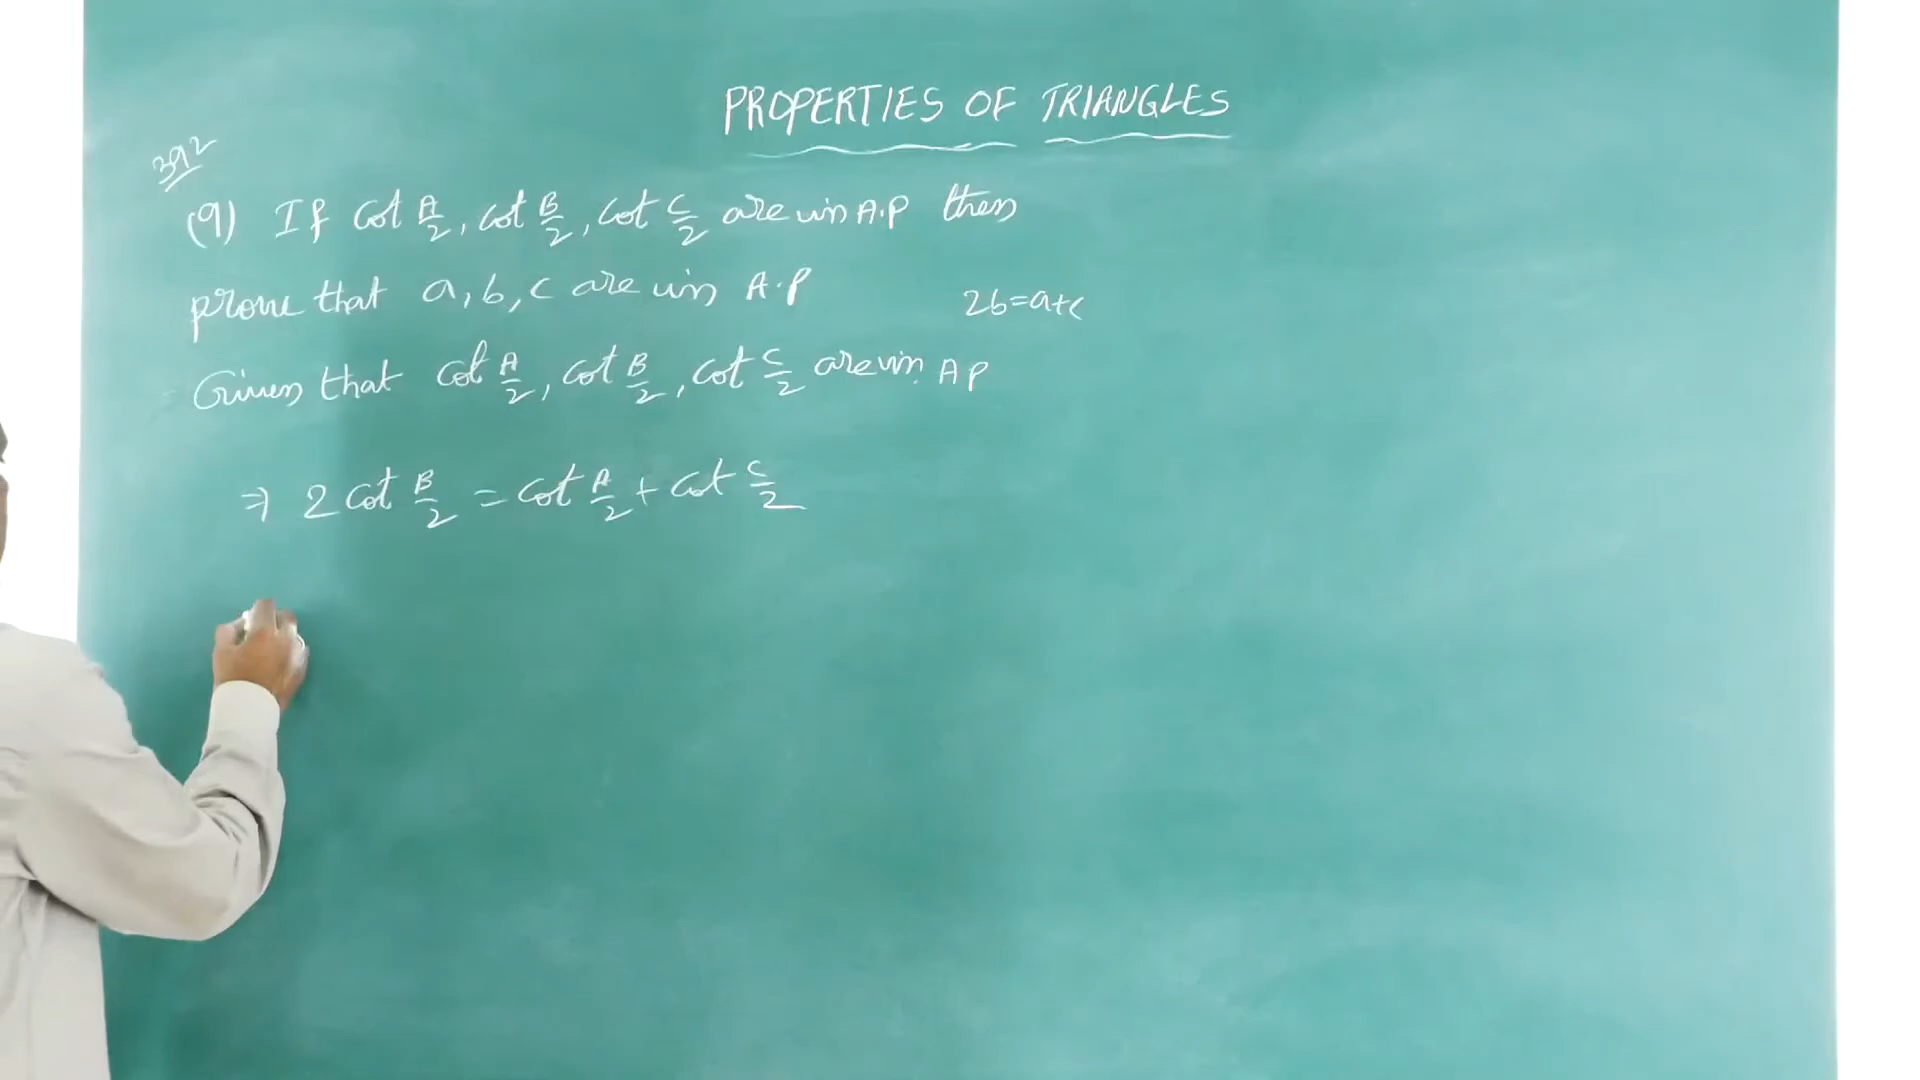 PROPERTIES OF TRIANGLES
392
(9) If cot A/2, cot B/2, cot C/2 are in A.P then
prove that a, b, c are in A.P
2b=a+c
Given that cot A/2, cot B/2, cot C/2 are in A P
⇒ 2 cot B/2 = cot A/2 + cot C/2